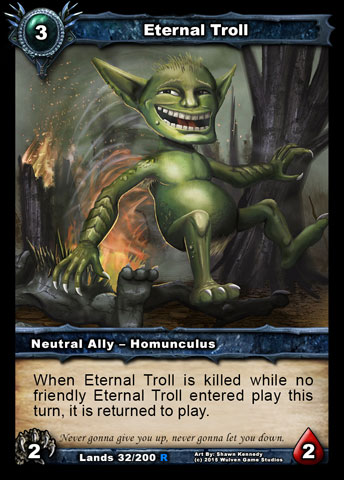 3
Eternal Troll
Neutral Ally – Homunculus
When Eternal Troll is killed while no
friendly Eternal Troll entered play this
turn, it is returned to play.
Never gonna give you up, never gonna let you down.
2
Lands 32/200 R
Art By: Shawn Kennedy
(c) 2015 Wulven Game Studios
2